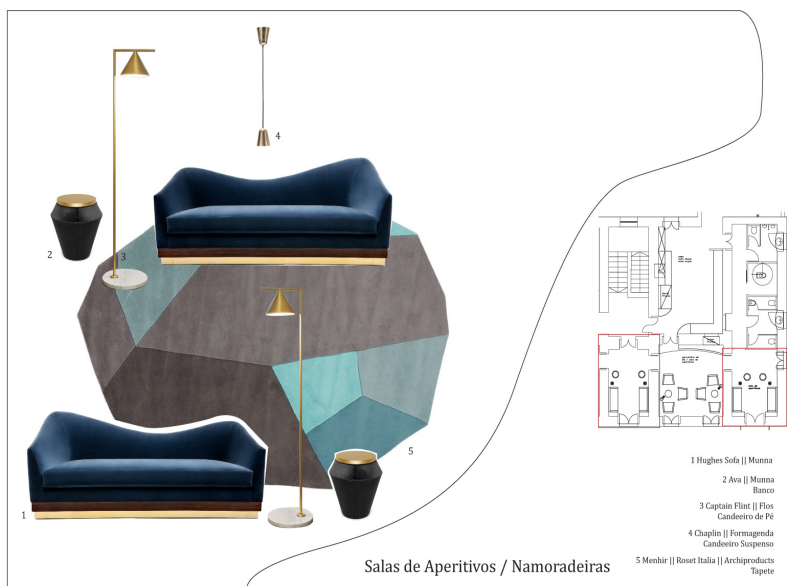 4
2
3
5
1
1 Hughes Sofa || Munna
2 Ava || Munna
Banco
3 Captain Flint || Flos
Candeeiro de Pé
4 Chaplin || Formagenda
Candeeiro Suspenso
5 Menhir || Roset Italia || Archiproducts
Tapete
Salas de Aperitivos / Namoradeiras